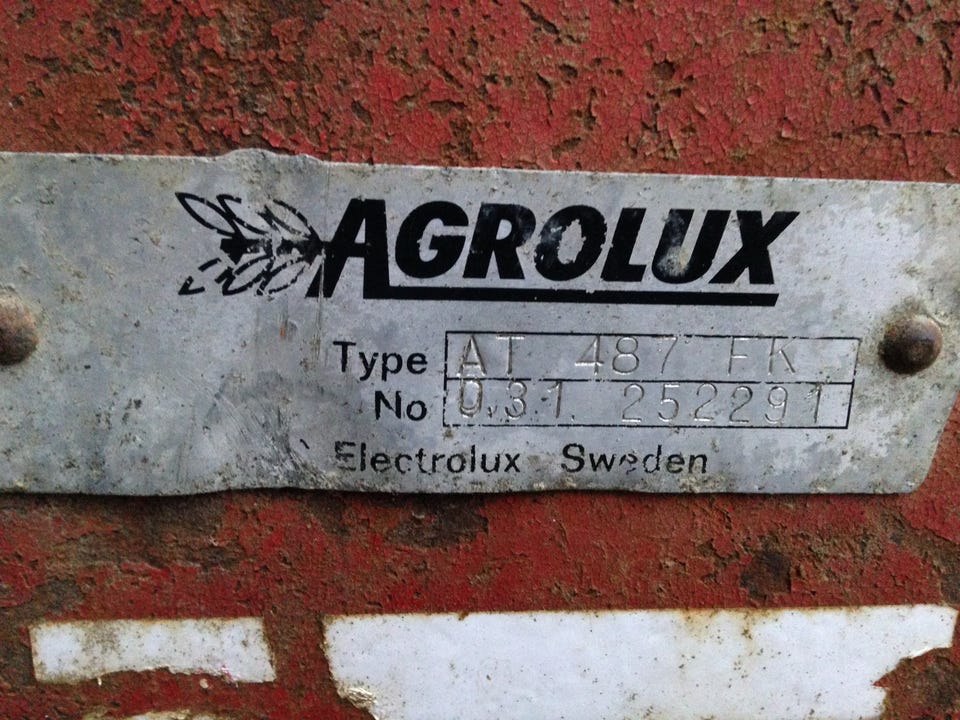 AGROLUX
Type AT 487 FK
No 031 252291
Electrolux Sweden